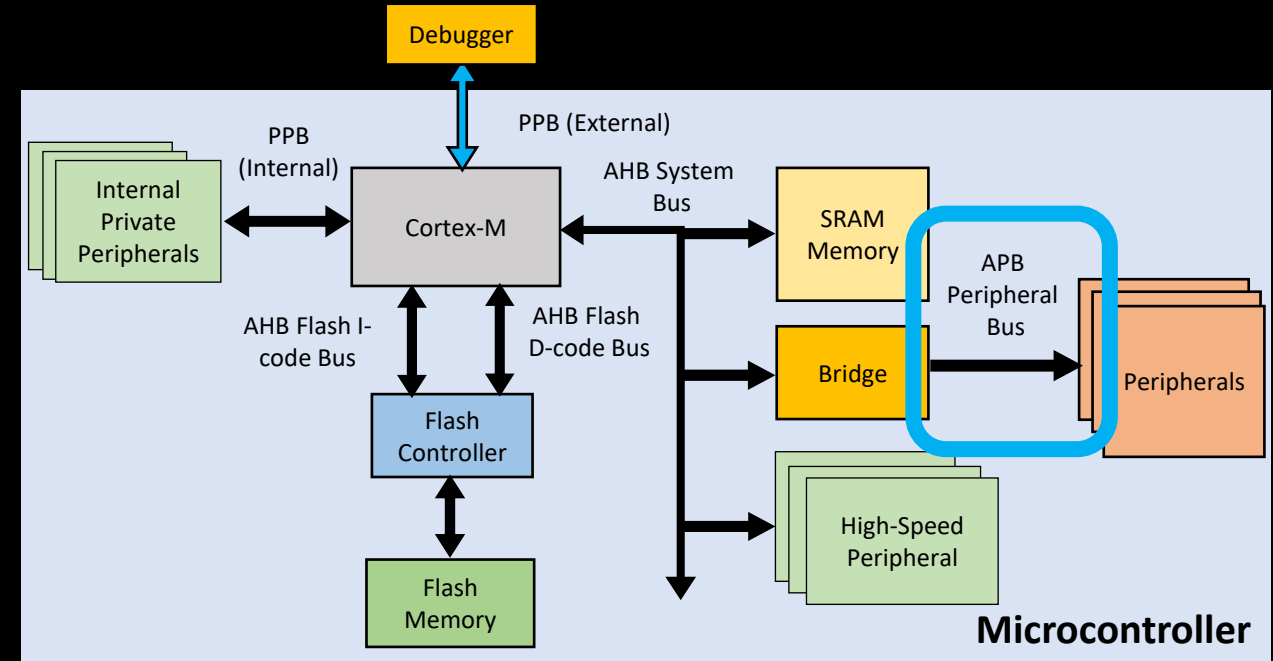 Debugger
PPB (External)
PPB
(Internal)
Internal
Private
Peripherals
Cortex-M
AHB System
Bus
SRAM
Memory
APB
Peripheral
Bus
AHB Flash I-
code Bus
AHB Flash
D-code Bus
Bridge
Peripherals
Flash
Controller
High-Speed
Peripheral
Flash
Memory
Microcontroller